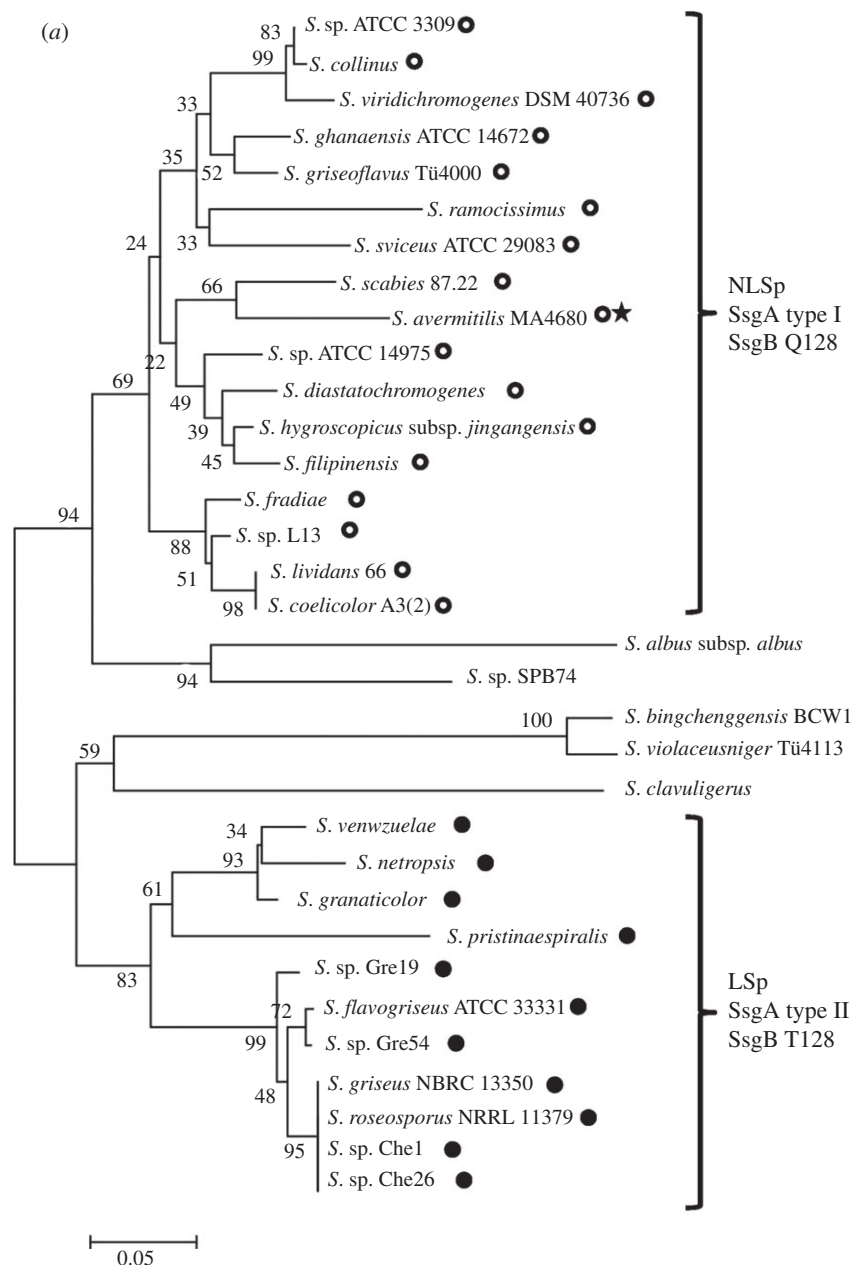 (a)
83
S. sp. ATCC 3309
99
S. collinus
S. viridichromogenes DSM 40736
33
S. ghanaensis ATCC 14672
35
52
S. griseoflavus Tü4000
S. ramocissimus
24
33
S. sviceus ATCC 29083
66
S. scabies 87.22
S. avermitilis MA4680
NLSp
SsgA type I
SsgB Q128
22
S. sp. ATCC 14975
69
49
S. diastatochromogenes
39
S. hygroscopicus subsp. jingangensis
45
S. filipinensis
S. fradiae
94
88
S. sp. L13
51
S. lividans 66
98
S. coelicolor A3(2)
S. albus subsp. albus
94
S. sp. SPB74
100
S. bingchenggensis BCW1
59
S. violaceusniger Tü4113
S. clavuligerus
34
S. venwzuelae
93
S. netropsis
61
S. granaticolor
S. pristinaespiralis
83
S. sp. Gre19
72
S. flavogriseus ATCC 33331
99
S. sp. Gre54
LSp
SsgA type II
SsgB T128
48
S. griseus NBRC 13350
S. roseosporus NRRL 11379
95
S. sp. Che1
S. sp. Che26
0.05